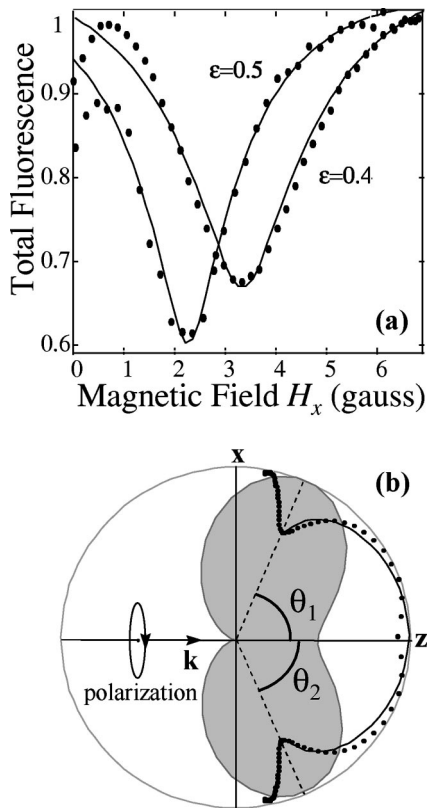 (a)
1
0.9
0.8
0.7
0.6
ε=0.5
ε=0.4
Total Fluorescence
0 1 2 3 4 5 6
Magnetic Field Hx (gauss)
(b)
x
z
k
polarization
θ1
θ2